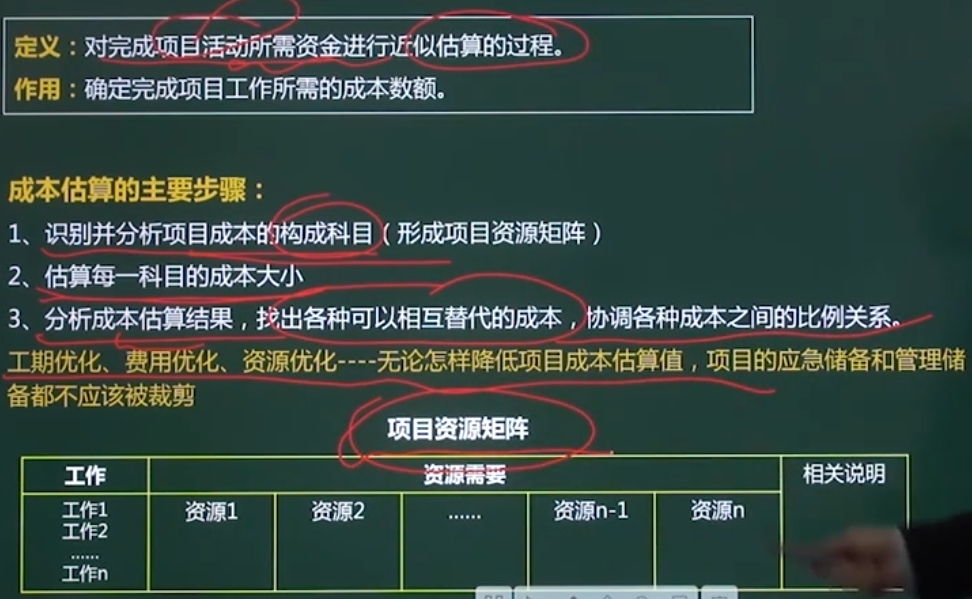 定义：对完成项目活动所需资金进行近似估算的过程。
作用：确定完成项目工作所需的成本数额。
成本估算的主要步骤：
1、识别并分析项目成本的构成科目（形成项目资源矩阵）
2、估算每一科目的成本大小
3、分析成本估算结果，找出各种可以相互替代的成本，协调各种成本之间的比例关系。
工期优化、费用优化、资源优化----无论怎样降低项目成本估算值，项目的应急储备和管理储
备都不应该被裁剪
项目资源矩阵
工作 资源需要 相关说明
工作1 资源1 资源2 …… 资源n-1 资源n
工作2
……
工作n